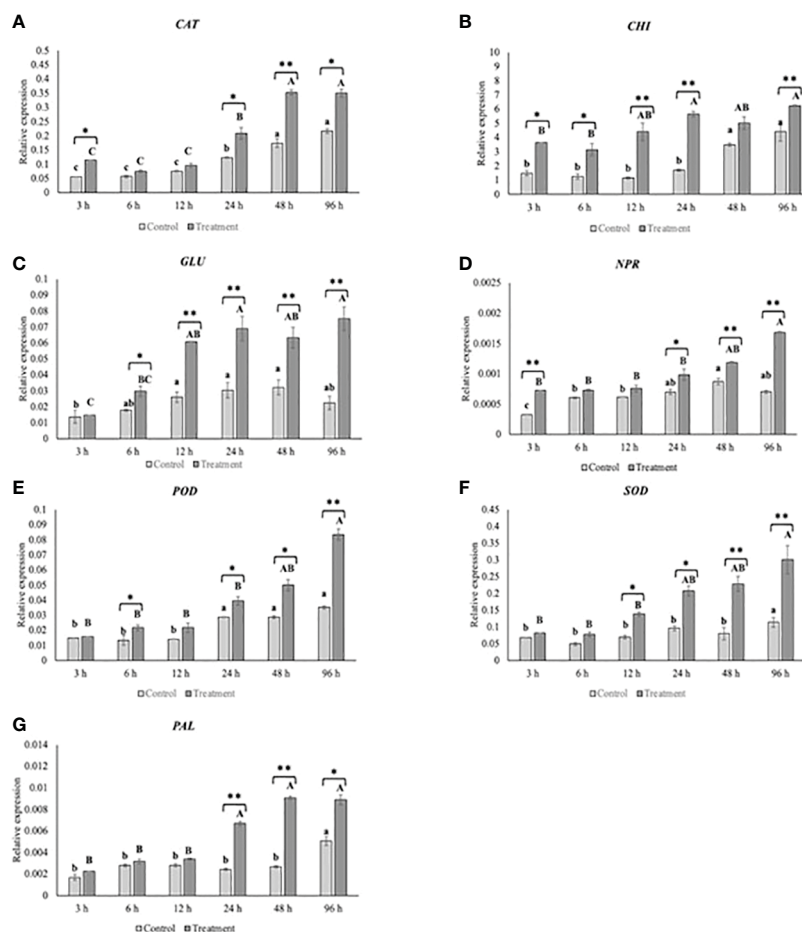 A
CAT
Relative expression
0.5
0.45
0.4
0.35
0.3
0.25
0.2
0.15
0.1
0.05
0
* * ** *
c C c C c C b B a A a A
3 h 6 h 12 h 24 h 48 h 96 h
Control Treatment
B
CHI
Relative expression
10
9
8
7
6
5
4
3
2
1
0
* * ** ** **
b B b B b AB b A a AB a A
3 h 6 h 12 h 24 h 48 h 96 h
Control Treatment
C
GLU
Relative expression
0.1
0.09
0.08
0.07
0.06
0.05
0.04
0.03
0.02
0.01
0
* ** ** ** **
b C ab BC a AB a A a AB ab A
3 h 6 h 12 h 24 h 48 h 96 h
Control Treatment
D
NPR
Relative expression
0.0025
0.002
0.0015
0.001
0.0005
0
** * ** **
c B b B b B ab B a AB ab A
3 h 6 h 12 h 24 h 48 h 96 h
Control Treatment
E
POD
Relative expression
0.1
0.09
0.08
0.07
0.06
0.05
0.04
0.03
0.02
0.01
0
* * * **
b B b B b B a B a AB a A
3 h 6 h 12 h 24 h 48 h 96 h
Control Treatment
F
SOD
Relative expression
0.45
0.4
0.35
0.3
0.25
0.2
0.15
0.1
0.05
0
* * ** **
b B b B b B b AB b AB a A
3 h 6 h 12 h 24 h 48 h 96 h
Control Treatment
G
PAL
Relative expression
0.014
0.012
0.01
0.008
0.006
0.004
0.002
0
** ** *
b B b B b B b A b A a A
3 h 6 h 12 h 24 h 48 h 96 h
Control Treatment